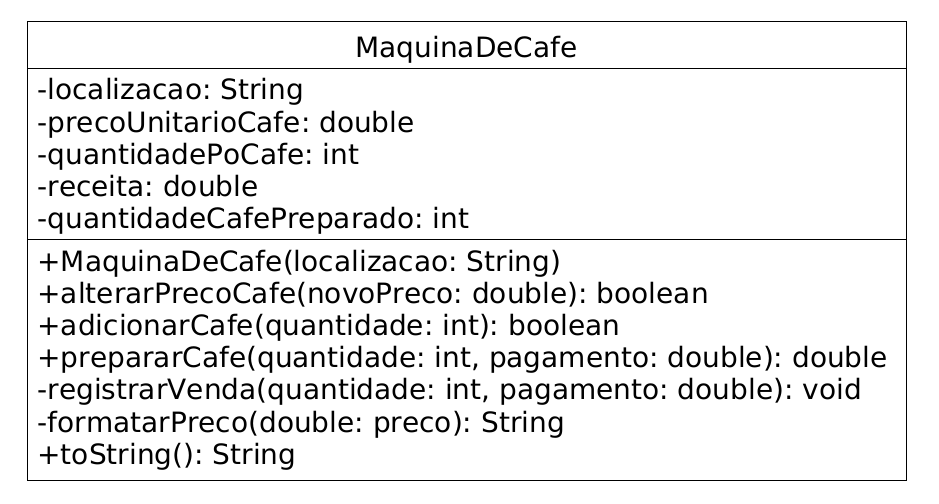 MaquinaDeCafe
-localizacao: String
-precoUnitarioCafe: double
-quantidadePoCafe: int
-receita: double
-quantidadeCafePreparado: int
+MaquinaDeCafe(localizacao: String)
+alterarPrecoCafe(novoPreco: double): boolean
+adicionarCafe(quantidade: int): boolean
+prepararCafe(quantidade: int, pagamento: double): double
-registrarVenda(quantidade: int, pagamento: double): void
-formatarPreco(double: preco): String
+toString(): String